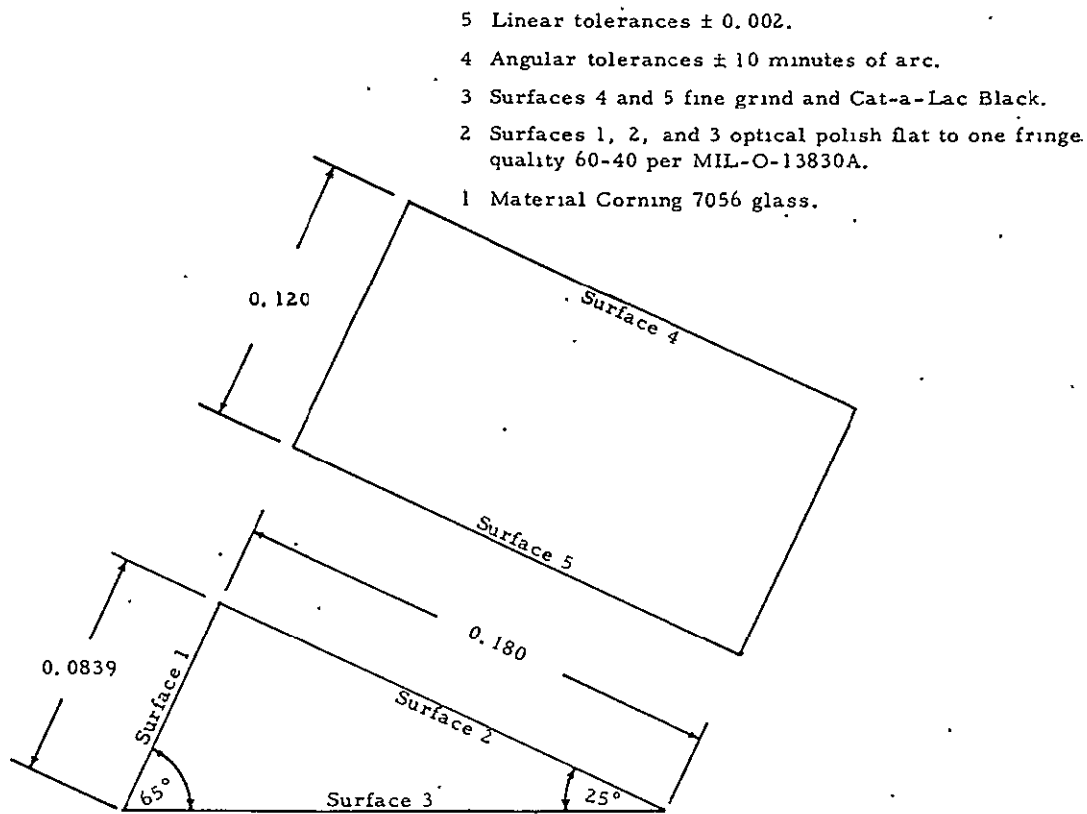 5 Linear tolerances ± 0.002.
4 Angular tolerances ± 10 minutes of arc.
3 Surfaces 4 and 5 fine grind and Cat-a-Lac Black.
2 Surfaces 1, 2, and 3 optical polish flat to one fringe
quality 60-40 per MIL-O-13830A.
1 Material Corning 7056 glass.
0.120
Surface 4
Surface 5
0.180
0.0839
Surface 1
Surface 2
65°
Surface 3
25°